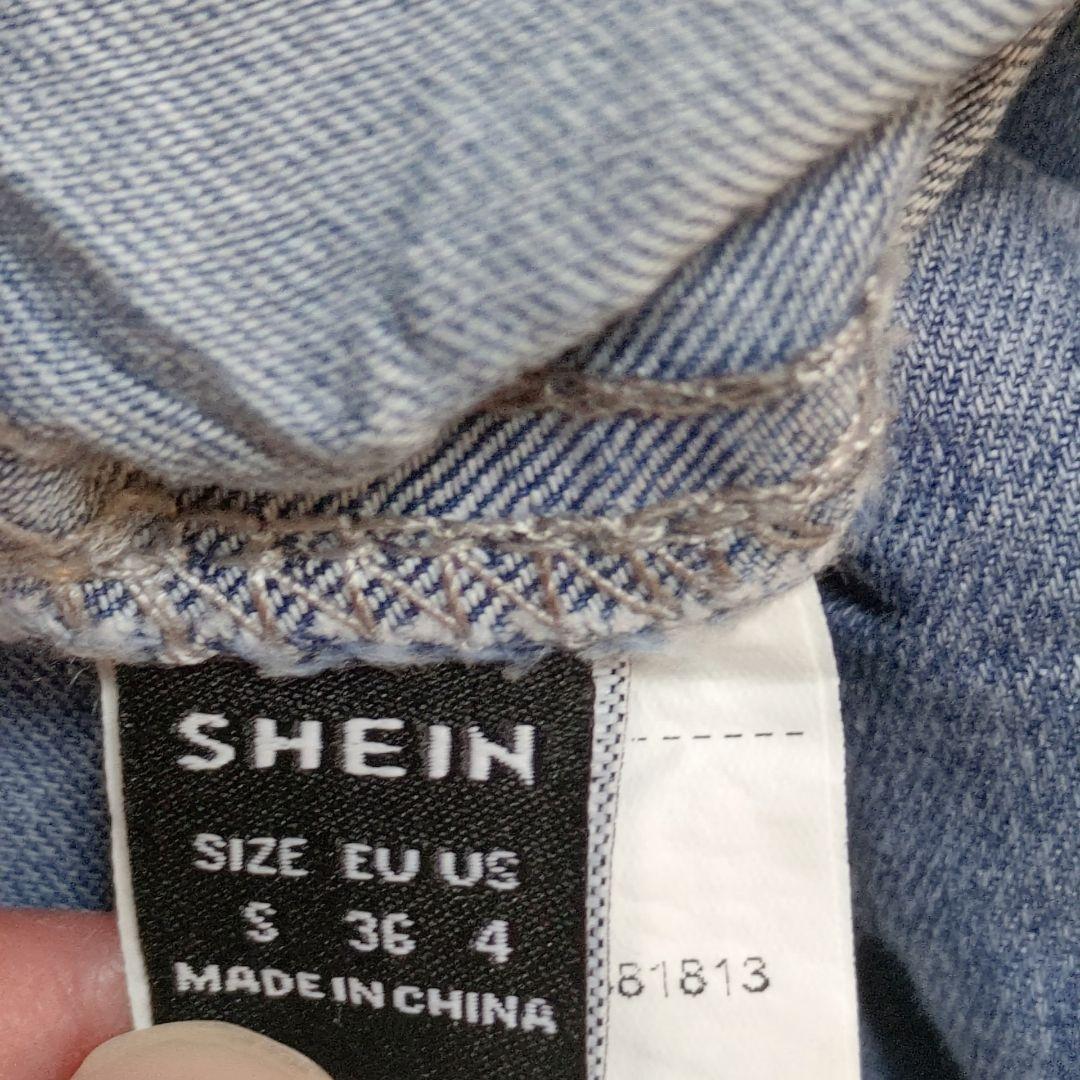 SHEIN
SIZE EU US
S 36 4
MADE IN CHINA
81813